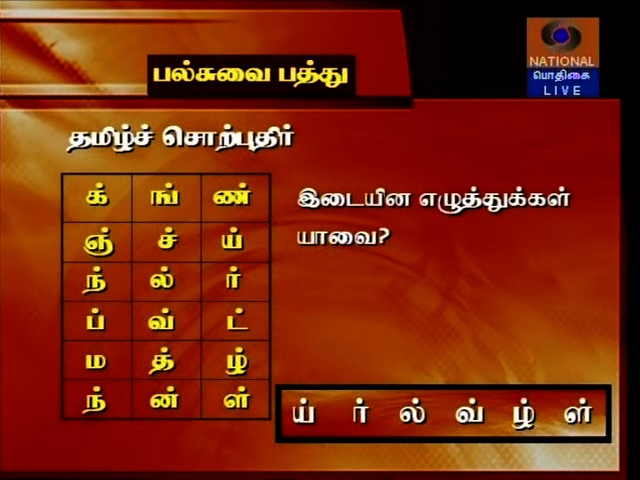 NATIONAL
பொதிகை
LIVE
பல்சுவை பத்து
தமிழ்ச் சொற்புதிர்
க் ங் ண்
ஞ் ச் ய்
ந் ல் ர்
ப் வ் ட்
ம த் ழ்
ந் ன் ள்
இடையின எழுத்துக்கள்
யாவை?
ய் ர் ல் வ் ழ் ள்